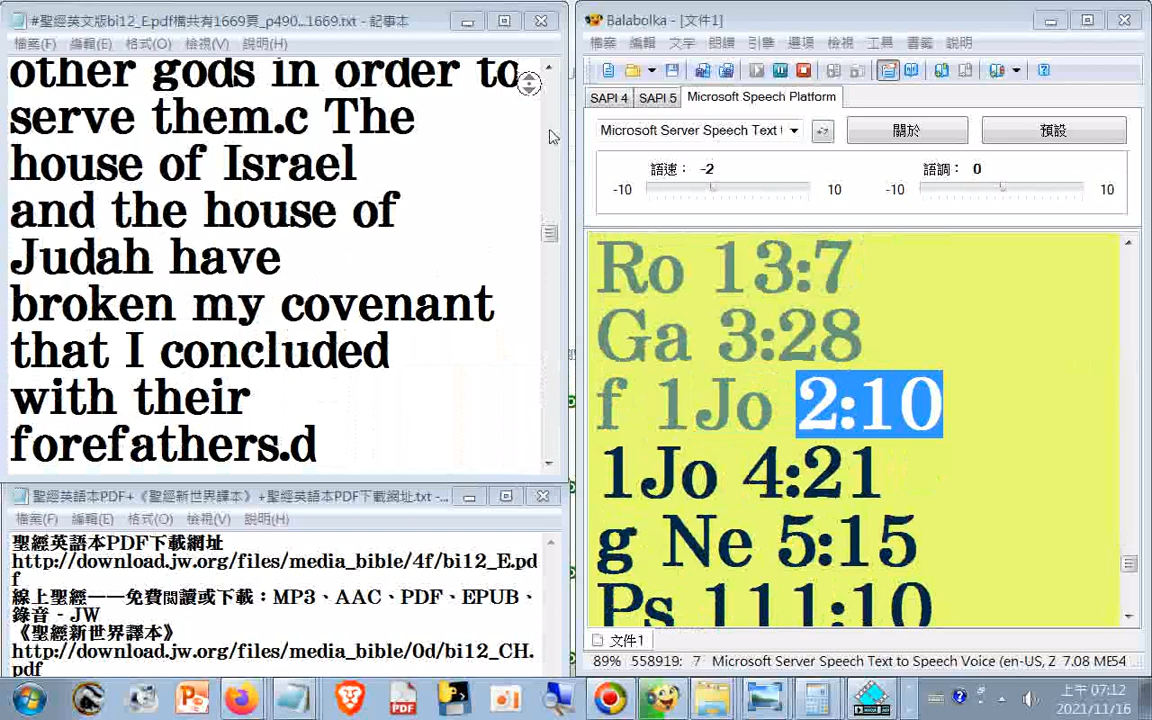 #聖經英文版bi12_E.pdf檔共有1669頁_p490...1669.txt - 記事本
檔案(F) 編輯(E) 格式(O) 檢視(V) 說明(H)
other gods in order to
serve them.c The
house of Israel
and the house of
Judah have
broken my covenant
that I concluded
with their
forefathers.d
聖經英語本PDF+《聖經新世界譯本》+聖經英語本PDF下載網址.txt - ...
檔案(F) 編輯(E) 格式(O) 檢視(V) 說明(H)
聖經英語本PDF下載網址
http://download.jw.org/files/media_bible/4f/bi12_E.pd
f
線上聖經——免費閱讀或下載：MP3、AAC、PDF、EPUB、
錄音 - JW
《聖經新世界譯本》
http://download.jw.org/files/media_bible/0d/bi12_CH.
pdf
Balabolka - [文件1]
檔案 編輯 文字 朗讀 引擎 選項 檢視 工具 書籤 說明
SAPI 4 SAPI 5 Microsoft Speech Platform
Microsoft Server Speech Text 關於 預設
語速： -2 語調： 0
-10 10 -10 10
Ro 13:7
Ga 3:28
f 1Jo 2:10
1Jo 4:21
g Ne 5:15
Ps 111:10
文件1
89% 558919: 7 Microsoft Server Speech Text to Speech Voice (en-US, Z 7.08 ME54
PDF
上午 07:12
2021/11/16